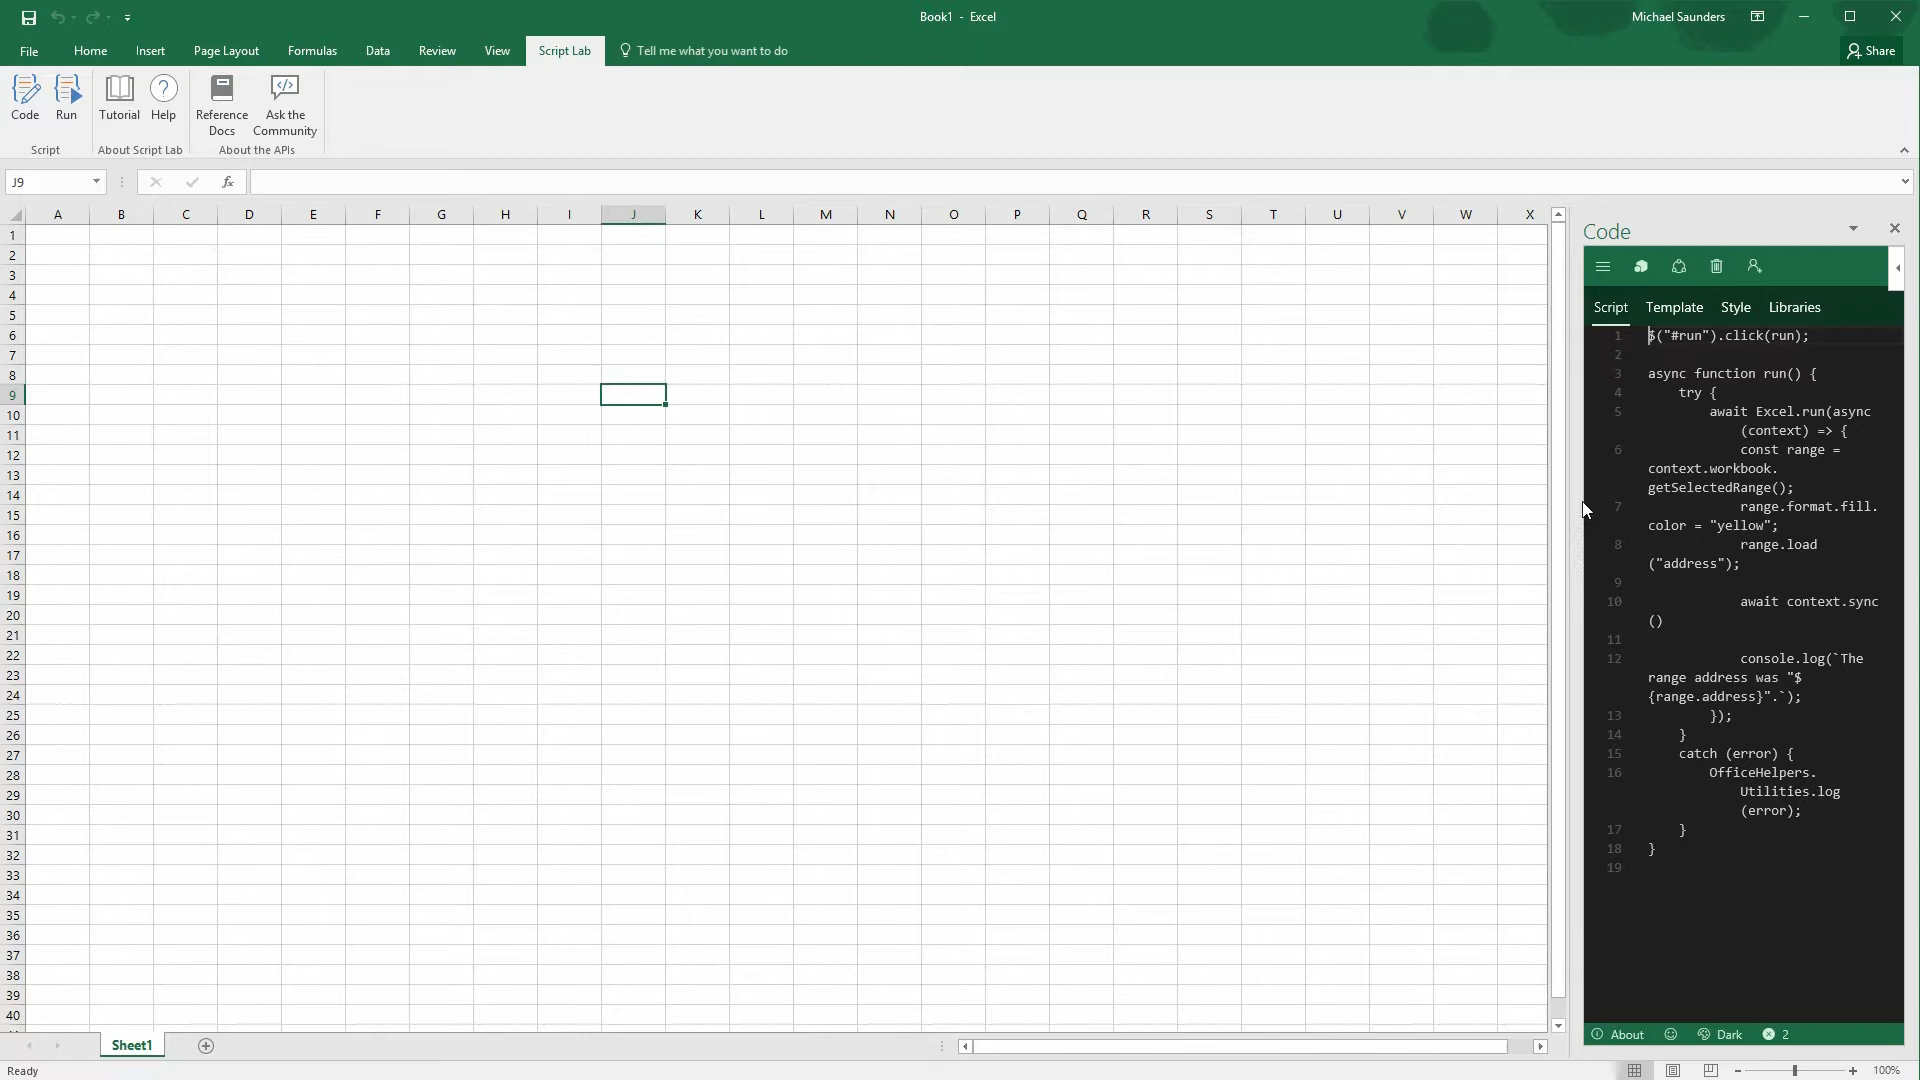 Book1 - Excel
Michael Saunders
File Home Insert Page Layout Formulas Data Review View Script Lab Tell me what you want to do
Share
Code Run Tutorial Help Reference Docs Ask the Community
Script About Script Lab About the APIs
J9 fx
A B C D E F G H I J K L M N O P Q R S T U V W X
1
2
3
4
5
6
7
8
9
10
11
12
13
14
15
16
17
18
19
20
21
22
23
24
25
26
27
28
29
30
31
32
33
34
35
36
37
38
39
40
Code
Script Template Style Libraries
1 $("#run").click(run);
2
3 async function run() {
4 try {
5 await Excel.run(async
(context) => {
6 const range =
context.workbook.
getSelectedRange();
7 range.format.fill.
color = "yellow";
8 range.load
("address");
9
10 await context.sync
()
11
12 console.log(`The
range address was "$
{range.address}".`);
13 });
14 }
15 catch (error) {
16 OfficeHelpers.
Utilities.log
(error);
17 }
18 }
19
About Dark 2
Sheet1
Ready
100%